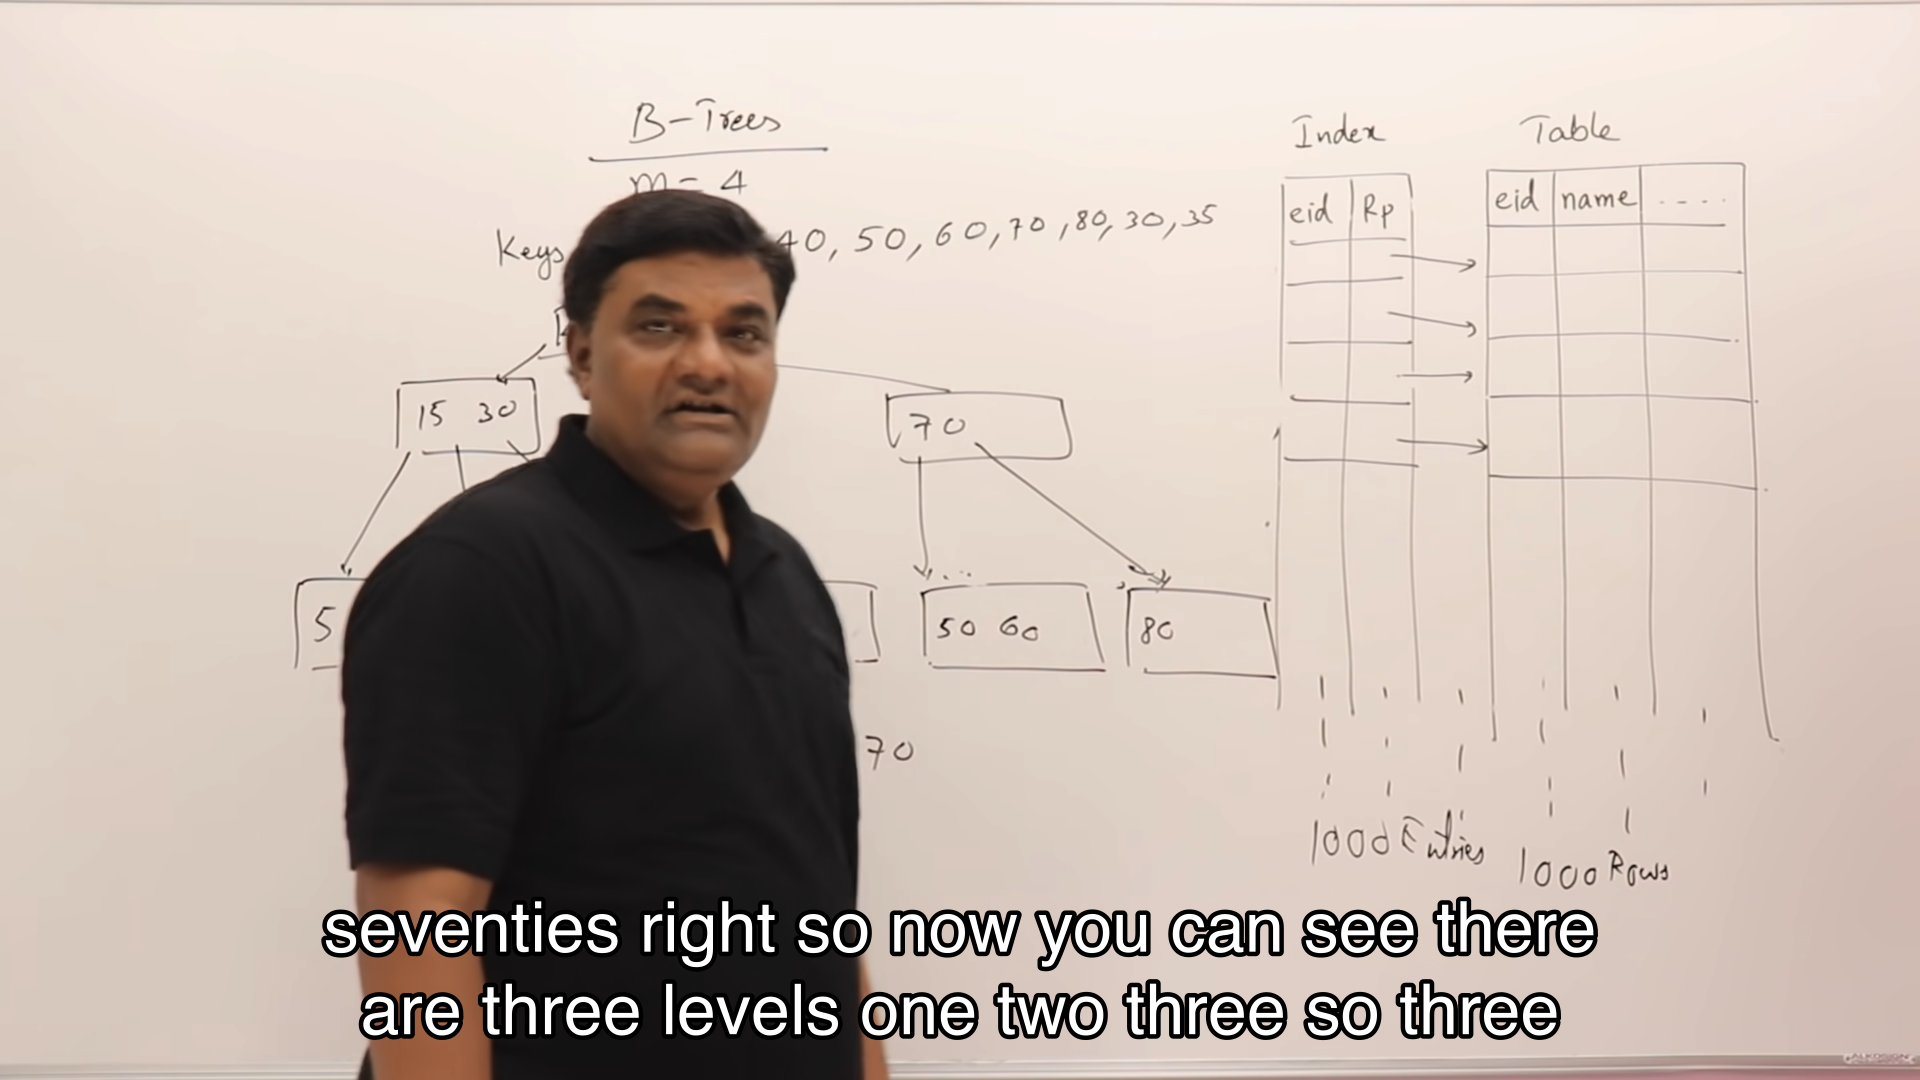 B-Trees
m = 4
Keys 40, 50, 60, 70, 80, 30, 35
15 30
70
5
50 60
80
70
Index
eid Rp
1000 Entries
Table
eid name ....
1000 Rows
seventies right so now you can see there
are three levels one two three so three